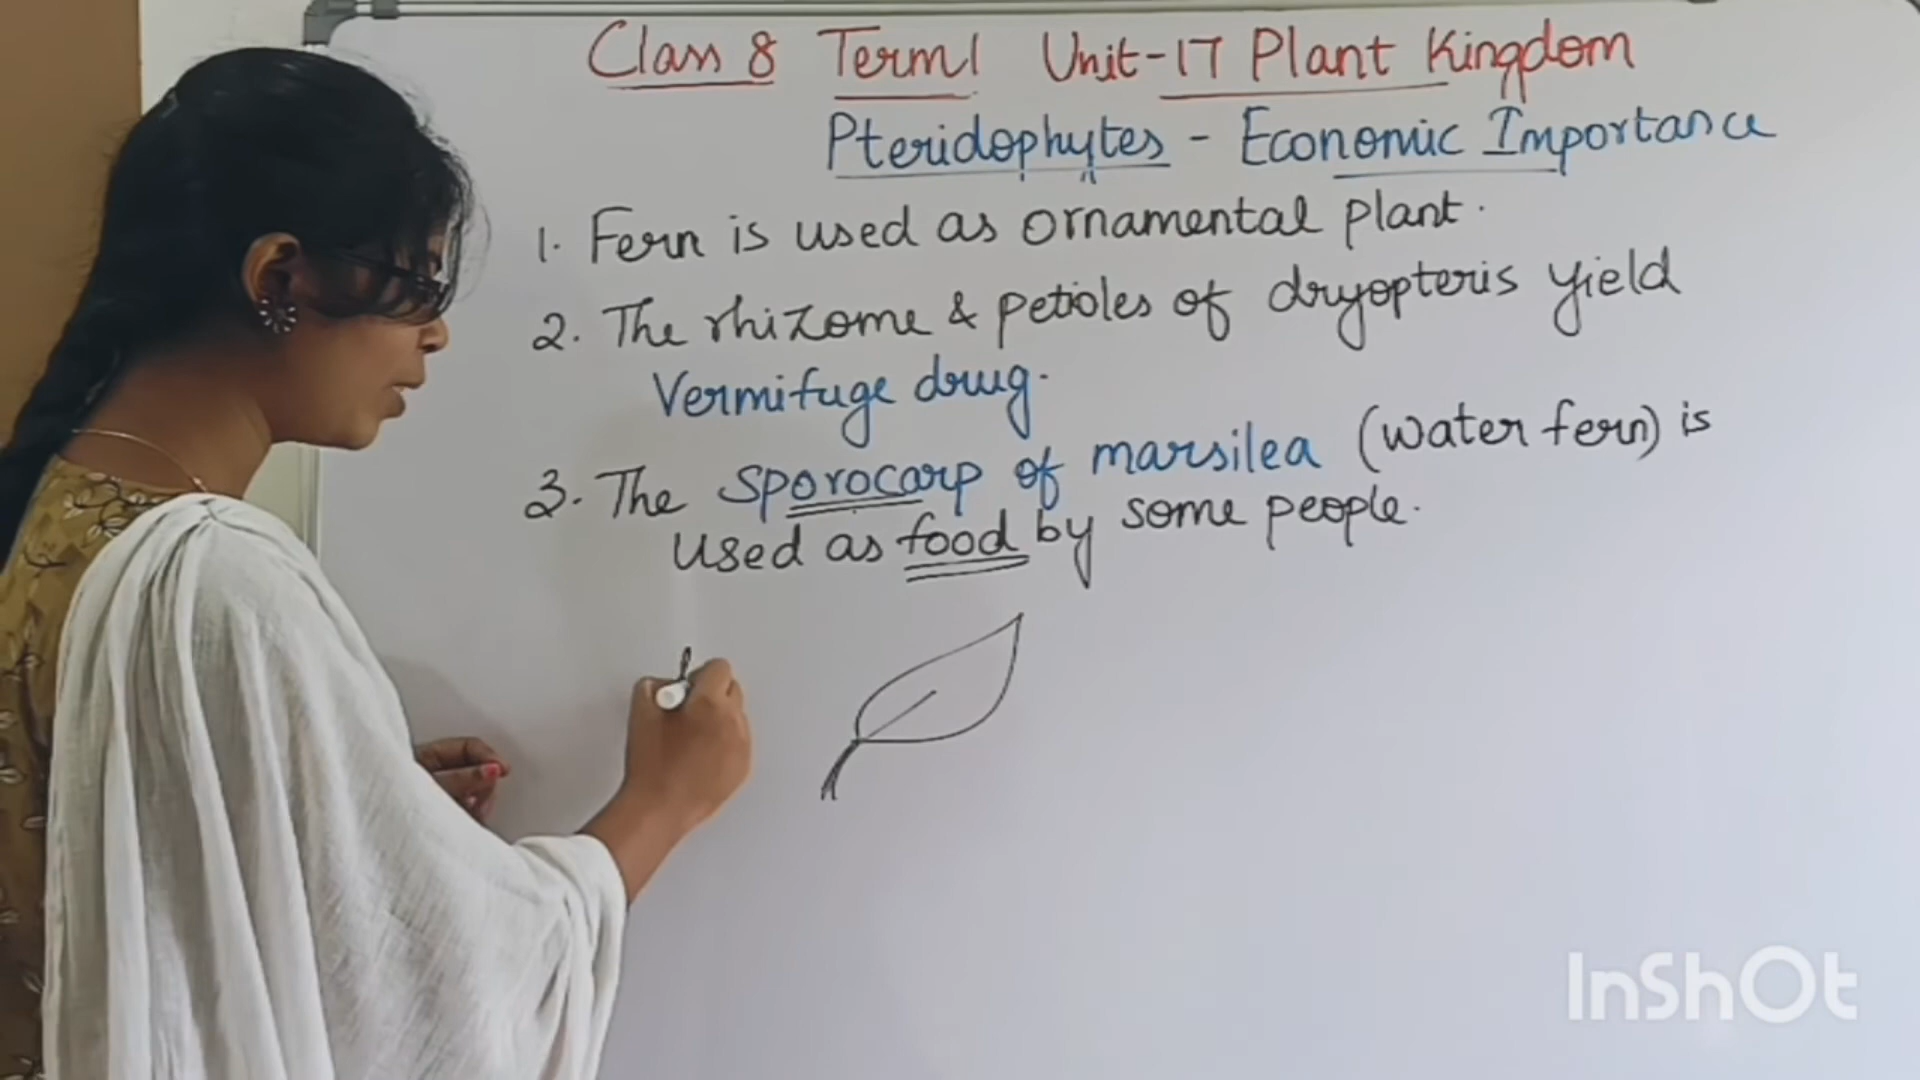 Class 8 Term 1 Unit-17 Plant Kingdom
Pteridophytes - Economic Importance
1. Fern is used as ornamental plant.
2. The rhizome & petioles of dryopteris yield
Vermifuge drug.
3. The sporocarp of marsilea (water fern) is
used as food by some people.
InShOt